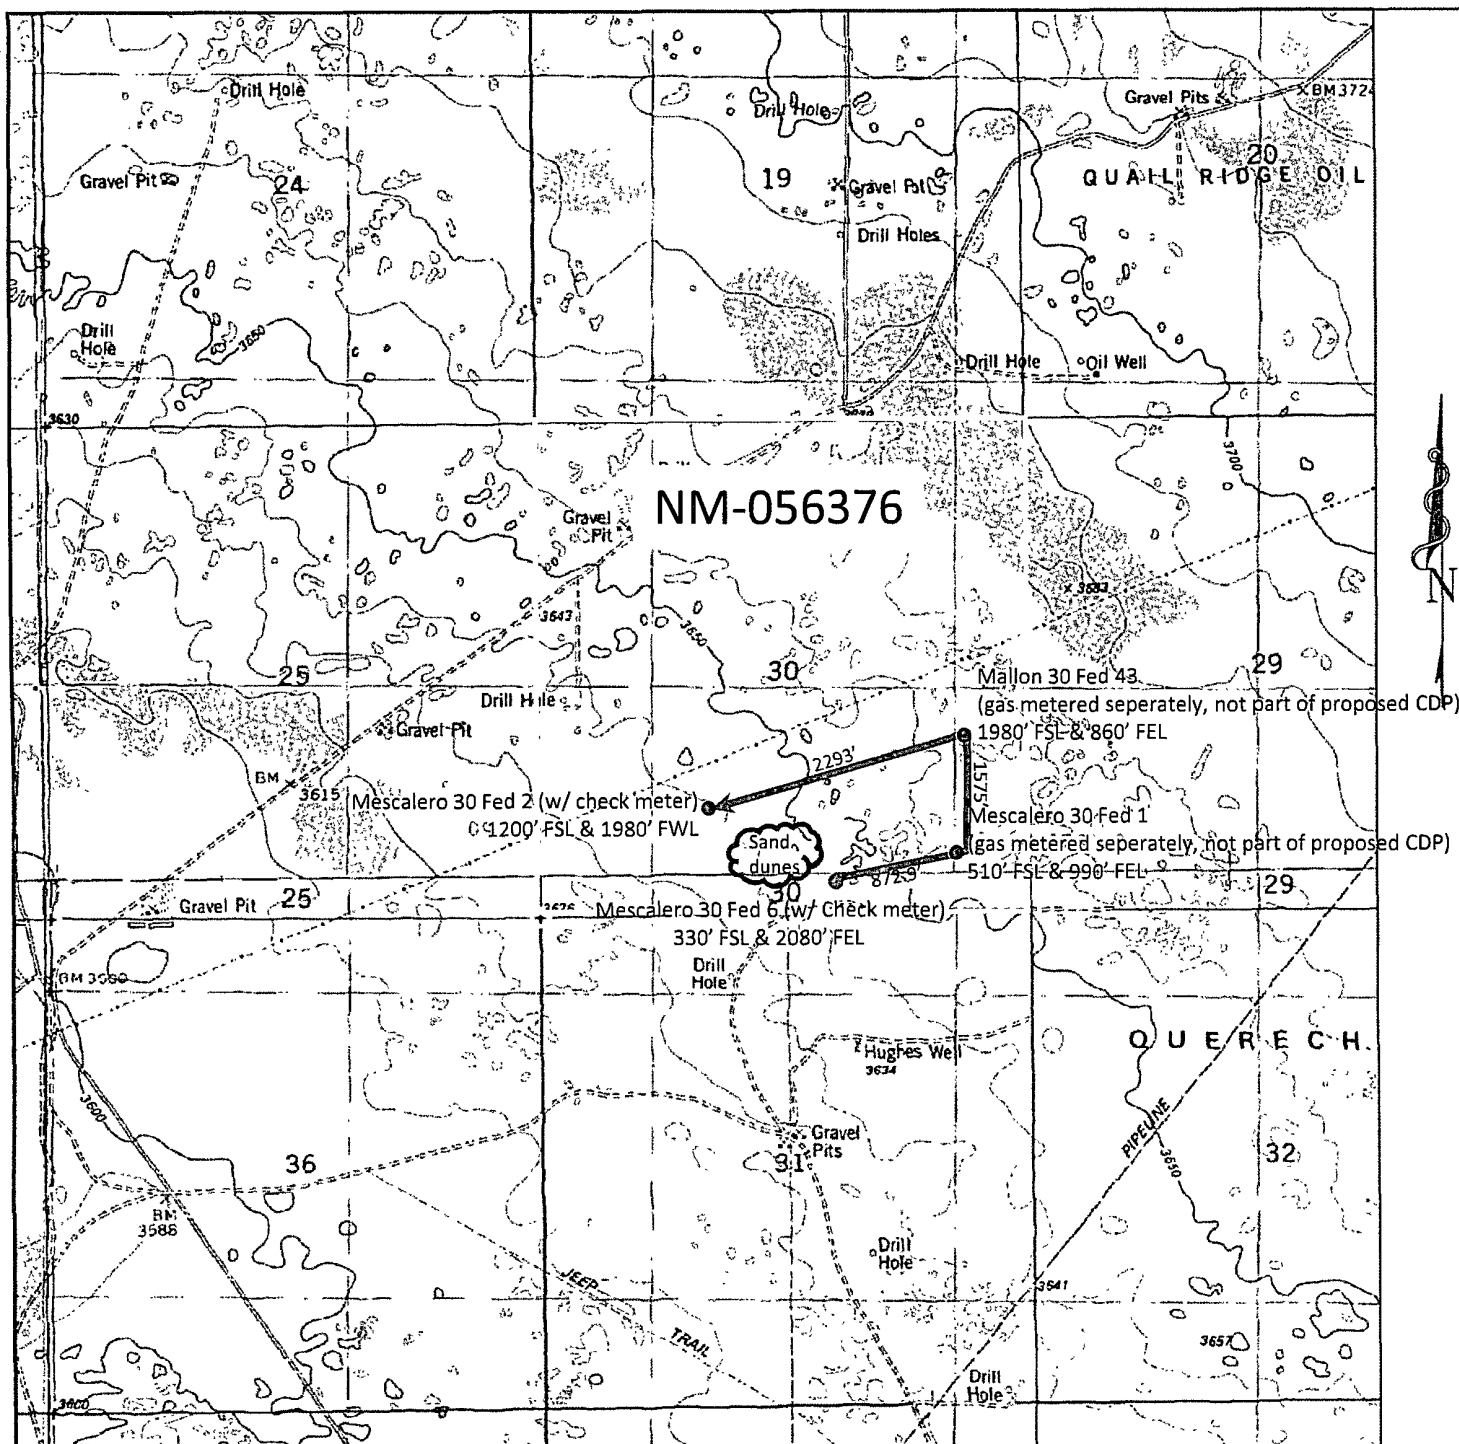 Drill Hole
Drill Hole
Gravel Pits
BM 3724
Gravel Pit
24
19
Gravel Pit
20
QUAIL RIDGE OIL
Drill Holes
Drill
Hole
3650
Drill Hole
Oil Well
3630
3700
NM-056376
Gravel
Pit
3643
3650
N
25
30
29
Mallon 30 Fed 43
Drill Hole
(gas metered seperately, not part of proposed CDP)
Gravel Pit
1980' FSL & 860' FEL
2293'
1575'
BM
3615
Mescalero 30 Fed 2 (w/ check meter)
1200' FSL & 1980' FWL
Mescalero 30 Fed 1
Sand
dunes
(gas metered seperately, not part of proposed CDP)
510' FSL & 990' FEL
872.9'
25
30
29
Gravel Pit
Mescalero 30 Fed 6 (w/ Check meter)
330' FSL & 2080' FEL
Drill
Hole
BM
QUERECH
Hughes Well
3634
3600
PIPELINE
Gravel
Pits
36
31
32
3650
BM
3588
Drill
Hole
JEEP
TRAIL
3641
3657
Drill
Hole
3600